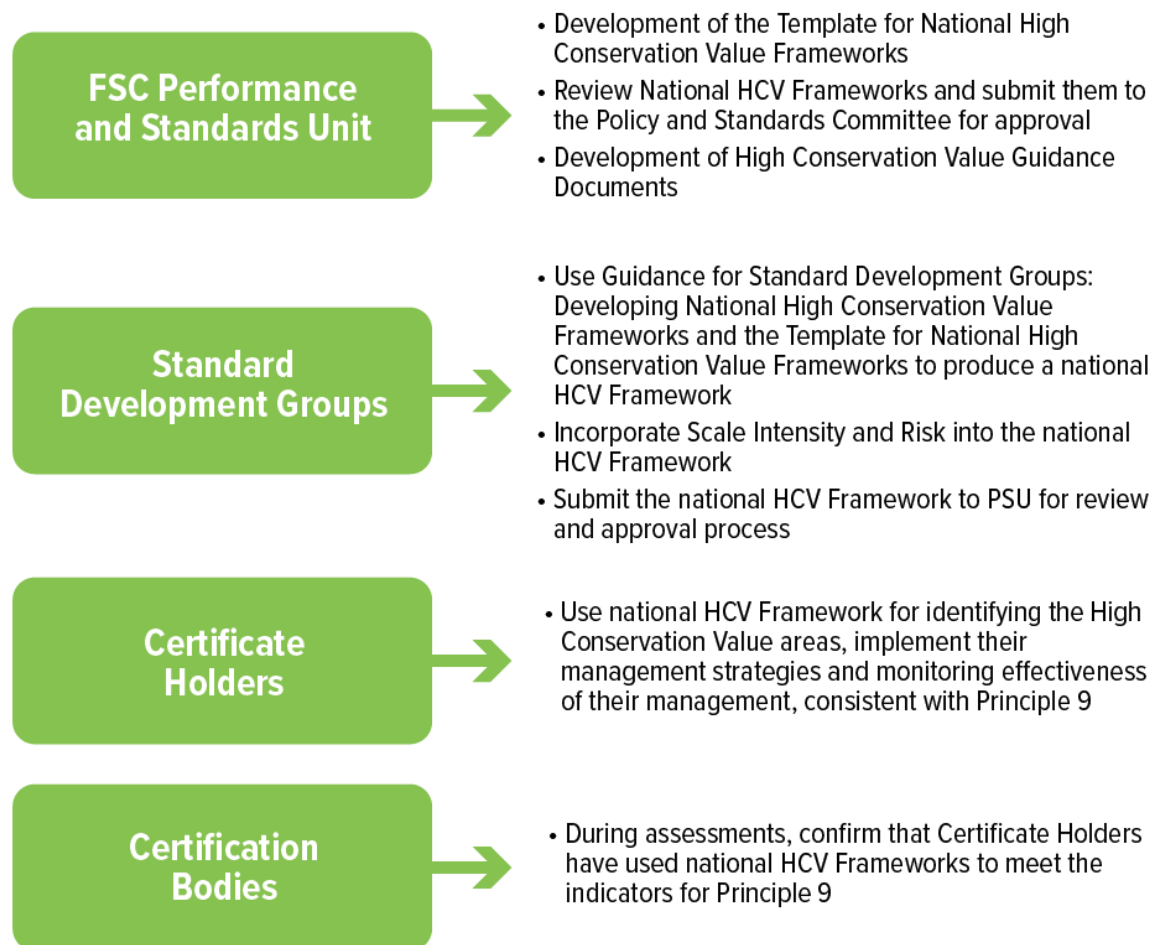 FSC Performance
and Standards Unit
• Development of the Template for National High
Conservation Value Frameworks
• Review National HCV Frameworks and submit them to
the Policy and Standards Committee for approval
• Development of High Conservation Value Guidance
Documents
Standard
Development Groups
• Use Guidance for Standard Development Groups:
Developing National High Conservation Value
Frameworks and the Template for National High
Conservation Value Frameworks to produce a national
HCV Framework
• Incorporate Scale Intensity and Risk into the national
HCV Framework
• Submit the national HCV Framework to PSU for review
and approval process
Certificate
Holders
• Use national HCV Framework for identifying the High
Conservation Value areas, implement their
management strategies and monitoring effectiveness
of their management, consistent with Principle 9
Certification
Bodies
• During assessments, confirm that Certificate Holders
have used national HCV Frameworks to meet the
indicators for Principle 9